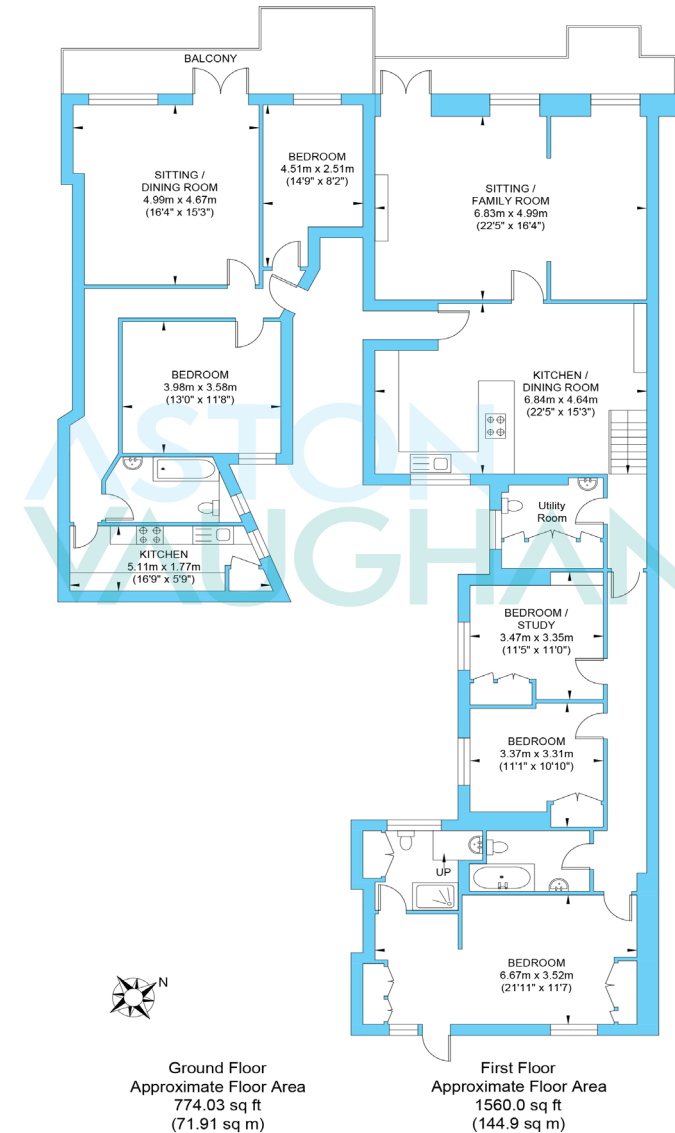 BALCONY
SITTING /
DINING ROOM
4.99m x 4.67m
(16'4" x 15'3")
BEDROOM
4.51m x 2.51m
(14'9" x 8'2")
SITTING /
FAMILY ROOM
6.83m x 4.99m
(22'5" x 16'4")
BEDROOM
3.98m x 3.58m
(13'0" x 11'8")
KITCHEN /
DINING ROOM
6.84m x 4.64m
(22'5" x 15'3")
ASTON
VAUGHAN
Utility
Room
KITCHEN
5.11m x 1.77m
(16'9" x 5'9")
BEDROOM /
STUDY
3.47m x 3.35m
(11'5" x 11'0")
BEDROOM
3.37m x 3.31m
(11'1" x 10'10")
UP
BEDROOM
6.67m x 3.52m
(21'11" x 11'7)
N
Ground Floor
Approximate Floor Area
774.03 sq ft
(71.91 sq m)
First Floor
Approximate Floor Area
1560.0 sq ft
(144.9 sq m)